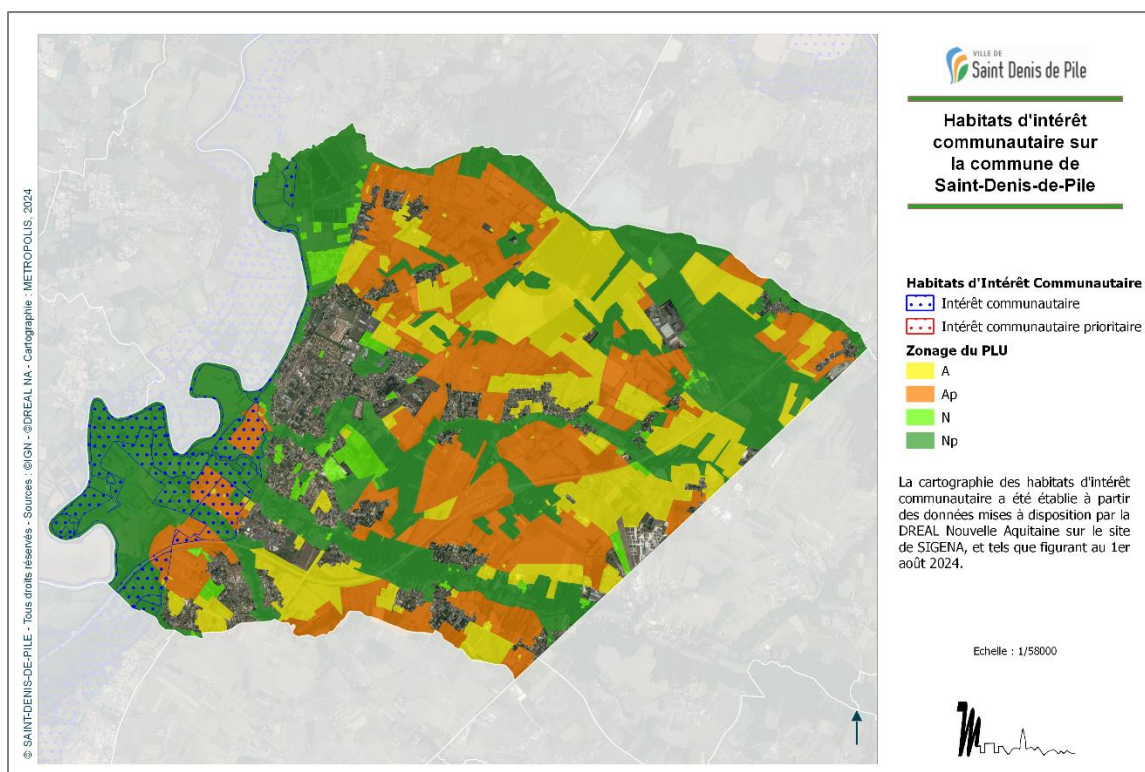 VILLE DE
Saint Denis de Pile
Habitats d'intérêt
communautaire sur
la commune de
Saint-Denis-de-Pile
Habitats d'Intérêt Communautaire
Intérêt communautaire
Intérêt communautaire prioritaire
Zonage du PLU
A
Ap
N
Np
La cartographie des habitats d'intérêt
communautaire a été établie à partir
des données mises à disposition par la
DREAL Nouvelle Aquitaine sur le site
de SIGENA, et tels que figurant au 1er
août 2024.
Echelle : 1/58000
© SAINT-DENIS-DE-PILE - Tous droits réservés - Sources : ©IGN - ©DREAL NA - Cartographie : METROPOLIS, 2024